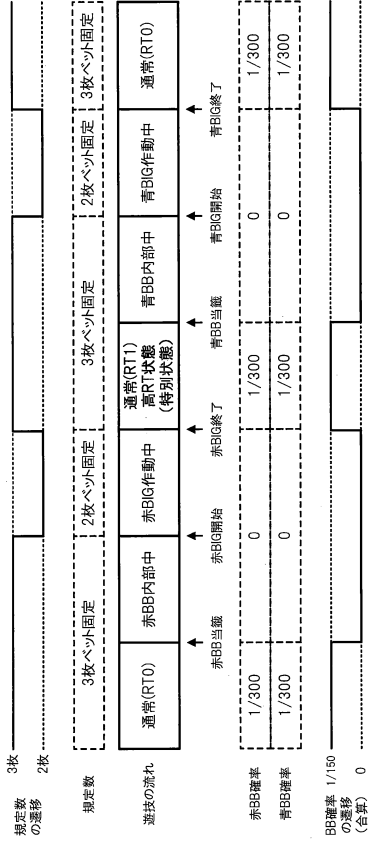 規定数
の遷移
3枚
2枚
規定数
3枚ベット固定
2枚ベット固定
3枚ベット固定
2枚ベット固定
3枚ベット固定
遊技の流れ
通常(RT0)
赤BB内部中
赤BIG作動中
通常(RT1)
高RT状態
(特別状態)
青BB内部中
青BIG作動中
通常(RT0)
赤BB当籤
赤BIG開始
赤BIG終了
青BB当籤
青BIG開始
青BIG終了
赤BB確率
1/300
0
1/300
0
1/300
青BB確率
1/300
0
1/300
0
1/300
BB確率
の遷移
(合算)
1/150
0